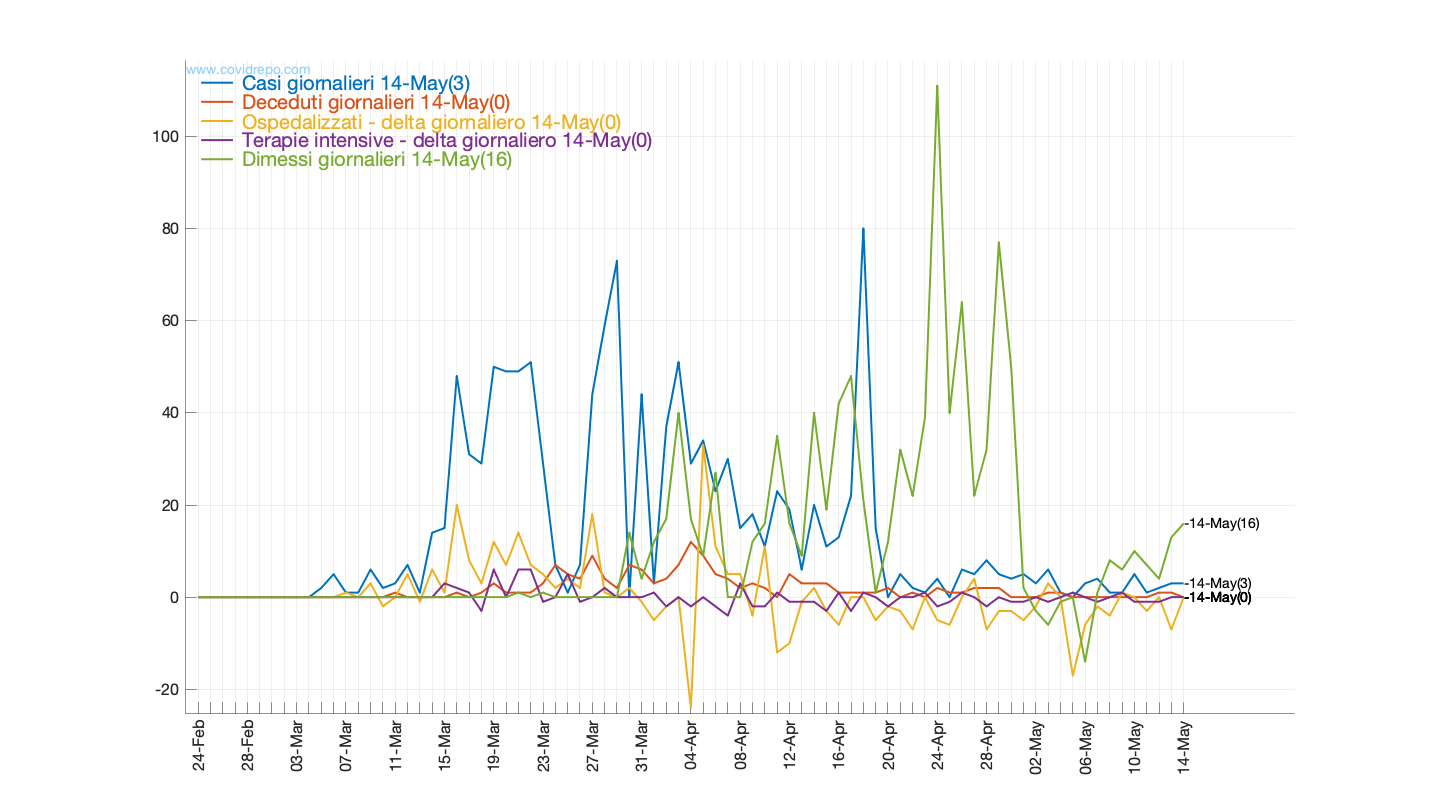 www.covidrepo.com
Casi giornalieri 14-May(3)
Deceduti giornalieri 14-May(0)
Ospedalizzati - delta giornaliero 14-May(0)
Terapie intensive - delta giornaliero 14-May(0)
Dimessi giornalieri 14-May(16)
100
80
60
40
20
0
-20
-14-May(16)
-14-May(3)
-14-May(0)
24-Feb
28-Feb
03-Mar
07-Mar
11-Mar
15-Mar
19-Mar
23-Mar
27-Mar
31-Mar
04-Apr
08-Apr
12-Apr
16-Apr
20-Apr
24-Apr
28-Apr
02-May
06-May
10-May
14-May